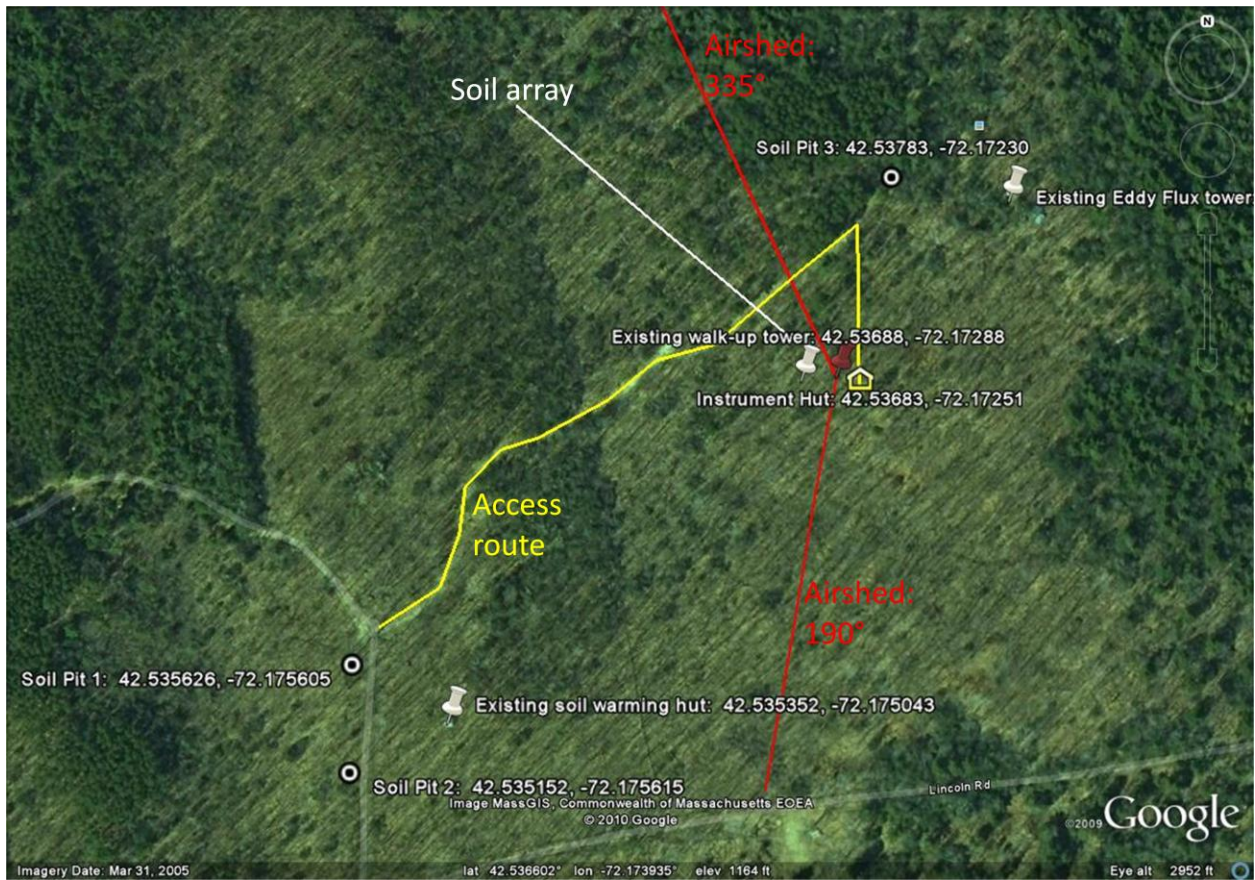 N
Airshed:
335°
Soil array
Soil Pit 3: 42.53783, -72.17230
Existing Eddy Flux tower:
Existing walk-up tower: 42.53688, -72.17288
Instrument Hut: 42.53683, -72.17251
Access
route
Airshed:
190°
Soil Pit 1: 42.535626, -72.175605
Existing soil warming hut: 42.535352, -72.175043
Soil Pit 2: 42.535152, -72.175615
Lincoln Rd
Image MassGIS, Commonwealth of Massachusetts EOEA
© 2010 Google
©2009 Google
Imagery Date: Mar 31, 2005 lat 42.536602° lon -72.173935° elev 1164 ft Eye alt 2952 ft